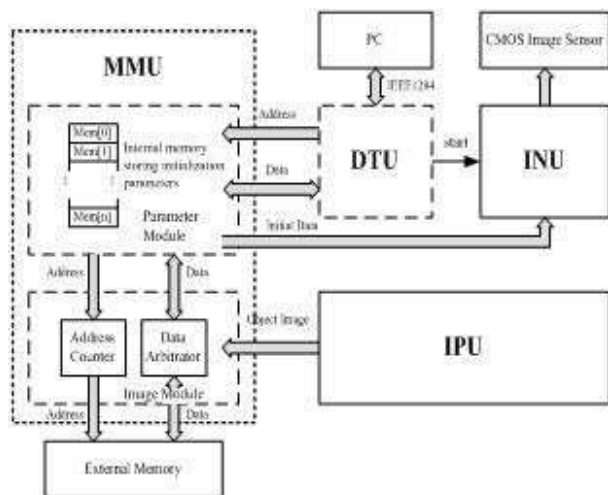 PC
CMOS Image Sensor
MMU
IEEE1284
Address
Mem[0]
Mem[1]
Internal memory
storing initialization
parameters
DTU
start
INU
Data
Mem[n]
Parameter
Module
Initial Data
Address
Data
Object Image
Address
Counter
Data
Arbitrator
IPU
Image Module
Address
Data
External Memory